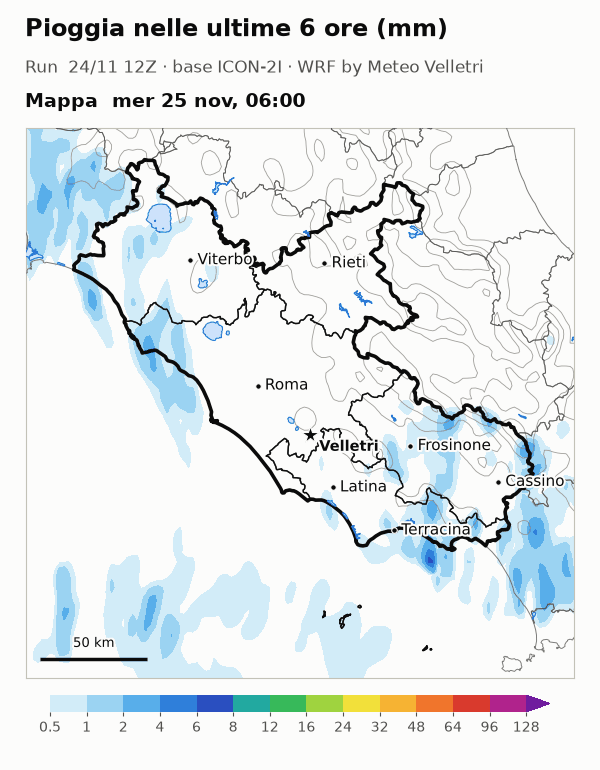 Pioggia nelle ultime 6 ore (mm)
Run  24/11 12Z · base ICON-2I · WRF by Meteo Velletri
Mappa  mer 25 nov, 06:00
Viterbo
Rieti
Roma
Velletri
Frosinone
Cassino
Latina
Terracina
50 km
0.5 1 2 4 6 8 12 16 24 32 48 64 96 128